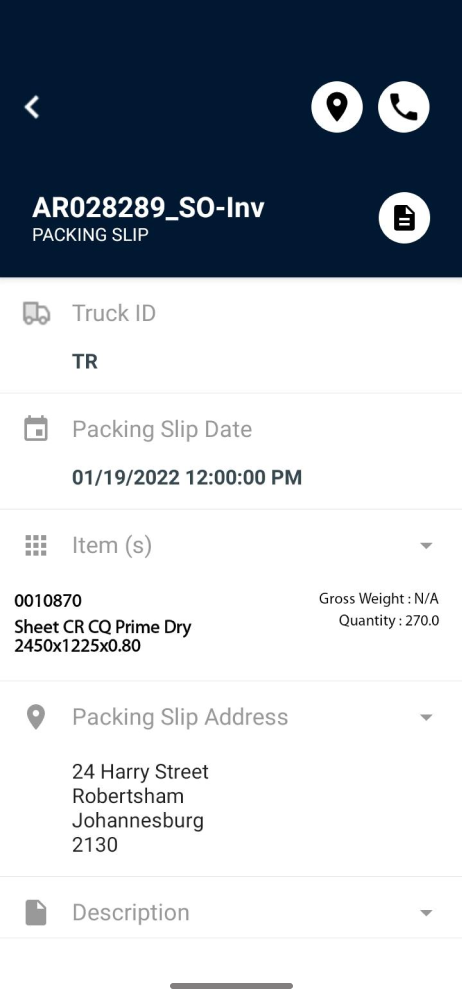 AR028289_SO-Inv
PACKING SLIP
Truck ID
TR
Packing Slip Date
01/19/2022 12:00:00 PM
Item (s)
0010870
Gross Weight : N/A
Sheet CR CQ Prime Dry
Quantity : 270.0
2450x1225x0.80
Packing Slip Address
24 Harry Street
Robertsham
Johannesburg
2130
Description